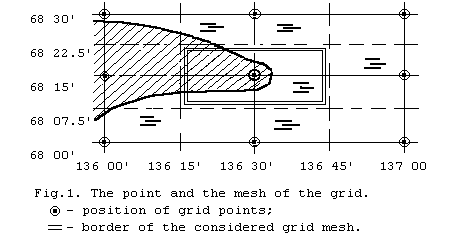 68 30'
68 22.5'
68 15'
68 07.5'
68 00'
136 00' 136 15' 136 30' 136 45' 137 00
Fig.1. The point and the mesh of the grid.
- position of grid points;
- border of the considered grid mesh.